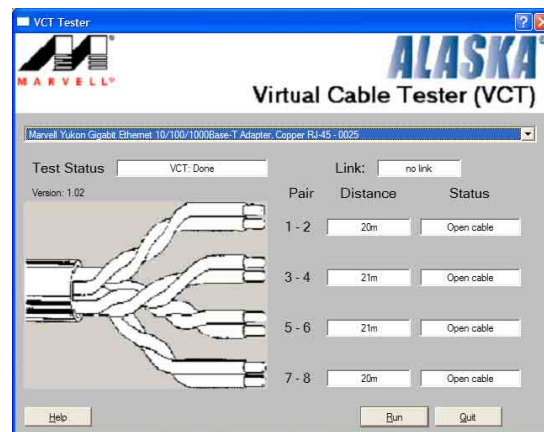 VCT Tester
MARVELL®
ALASKA®
Virtual Cable Tester (VCT)
Marvell Yukon Gigabit Ethernet 10/100/1000Base-T Adapter, Copper RJ-45 - 0025
Test Status VCT: Done Link: no link
Version: 1.02
Pair Distance Status
1 - 2 20m Open cable
3 - 4 21m Open cable
5 - 6 21m Open cable
7 - 8 20m Open cable
Help Run Quit